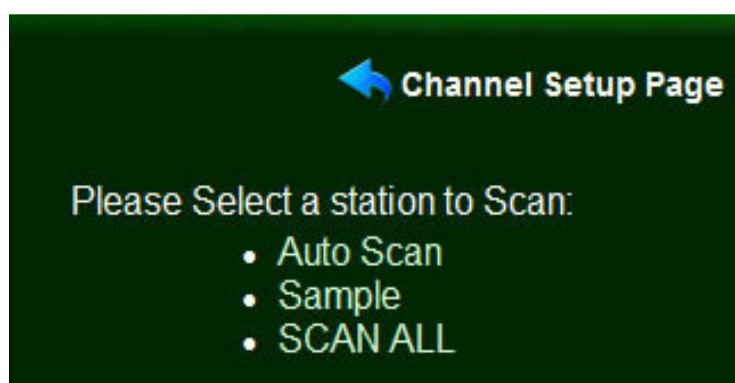 Channel Setup Page
Please Select a station to Scan:
Auto Scan
Sample
SCAN ALL